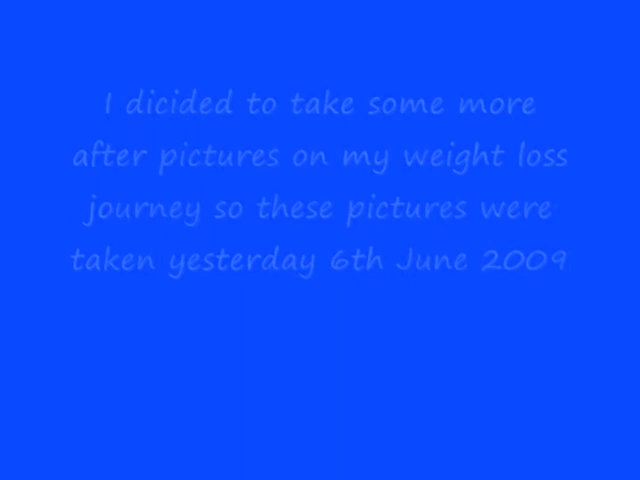 I dicided to take some more
after pictures on my weight loss
journey so these pictures were
taken yesterday 6th June 2009